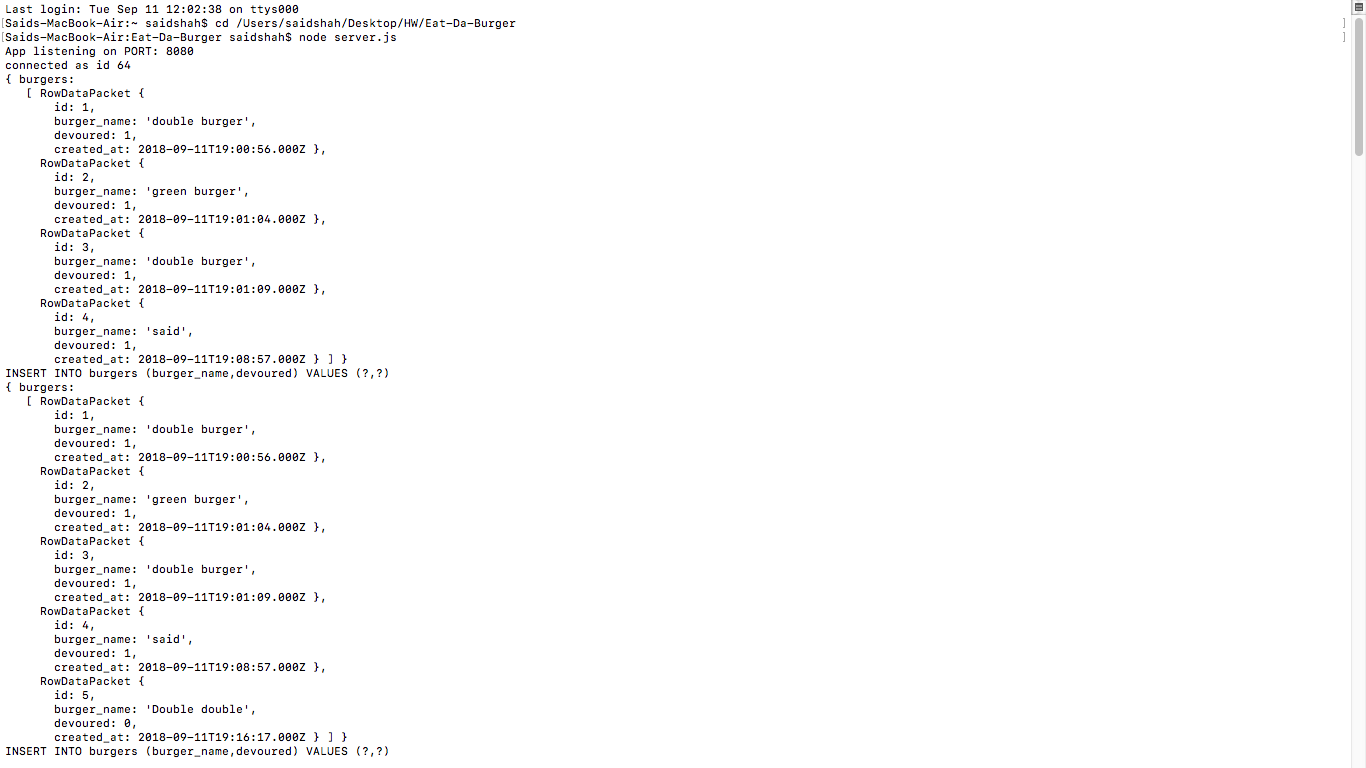 Last login: Tue Sep 11 12:02:38 on ttys000
[Saids-MacBook-Air:~ saidshah$ cd /Users/saidshah/Desktop/HW/Eat-Da-Burger ]
[Saids-MacBook-Air:Eat-Da-Burger saidshah$ node server.js ]
App listening on PORT: 8080
connected as id 64
{ burgers:
   [ RowDataPacket {
       id: 1,
       burger_name: 'double burger',
       devoured: 1,
       created_at: 2018-09-11T19:00:56.000Z },
     RowDataPacket {
       id: 2,
       burger_name: 'green burger',
       devoured: 1,
       created_at: 2018-09-11T19:01:04.000Z },
     RowDataPacket {
       id: 3,
       burger_name: 'double burger',
       devoured: 1,
       created_at: 2018-09-11T19:01:09.000Z },
     RowDataPacket {
       id: 4,
       burger_name: 'said',
       devoured: 1,
       created_at: 2018-09-11T19:08:57.000Z } ] }
INSERT INTO burgers (burger_name,devoured) VALUES (?,?)
{ burgers:
   [ RowDataPacket {
       id: 1,
       burger_name: 'double burger',
       devoured: 1,
       created_at: 2018-09-11T19:00:56.000Z },
     RowDataPacket {
       id: 2,
       burger_name: 'green burger',
       devoured: 1,
       created_at: 2018-09-11T19:01:04.000Z },
     RowDataPacket {
       id: 3,
       burger_name: 'double burger',
       devoured: 1,
       created_at: 2018-09-11T19:01:09.000Z },
     RowDataPacket {
       id: 4,
       burger_name: 'said',
       devoured: 1,
       created_at: 2018-09-11T19:08:57.000Z },
     RowDataPacket {
       id: 5,
       burger_name: 'Double double',
       devoured: 0,
       created_at: 2018-09-11T19:16:17.000Z } ] }
INSERT INTO burgers (burger_name,devoured) VALUES (?,?)